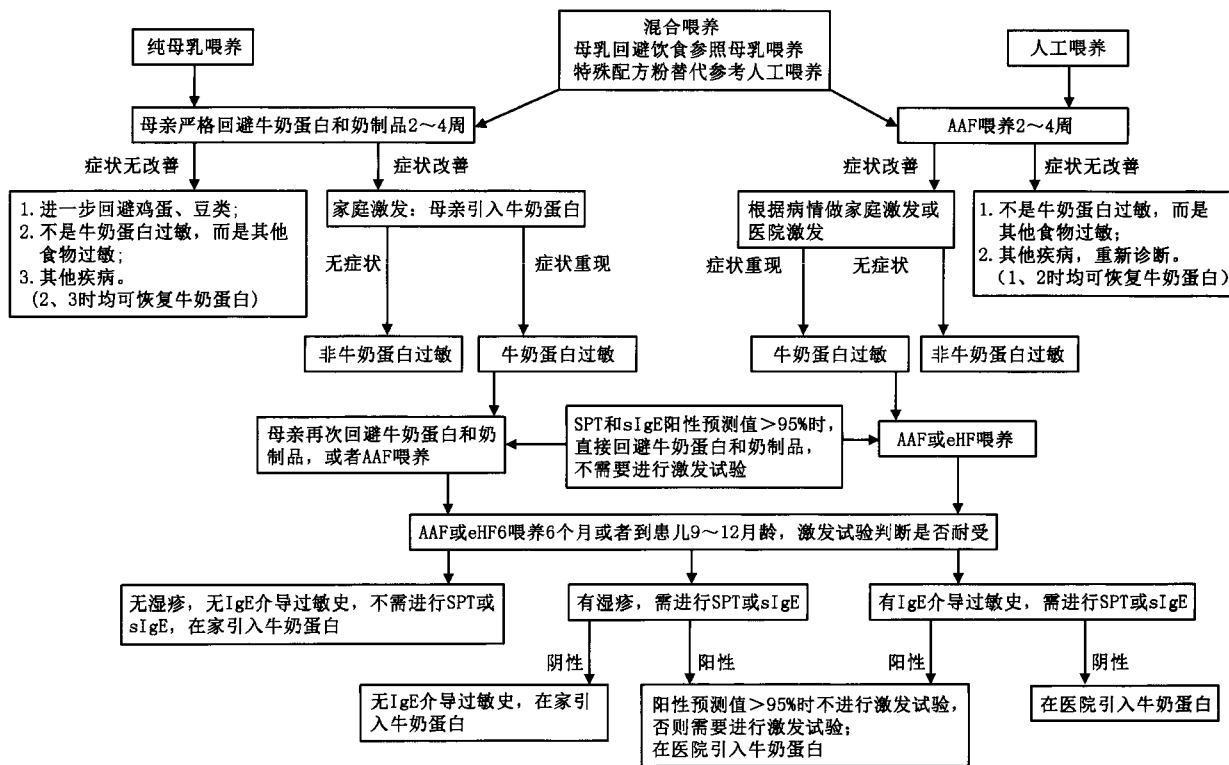 纯母乳喂养
混合喂养
母乳回避饮食参照母乳喂养
特殊配方粉替代参考人工喂养
人工喂养
母亲严格回避牛奶蛋白和奶制品2～4周
AAF喂养2～4周
症状无改善
症状改善
症状改善
症状无改善
1. 进一步回避鸡蛋、豆类;
2. 不是牛奶蛋白过敏,而是其他
食物过敏;
3. 其他疾病。
(2、3时均可恢复牛奶蛋白)
家庭激发: 母亲引入牛奶蛋白
根据病情做家庭激发或
医院激发
1. 不是牛奶蛋白过敏,而是
其他食物过敏;
2. 其他疾病,重新诊断。
(1、2时均可恢复牛奶蛋白)
无症状
症状重现
症状重现
无症状
非牛奶蛋白过敏
牛奶蛋白过敏
牛奶蛋白过敏
非牛奶蛋白过敏
母亲再次回避牛奶蛋白和奶
制品,或者AAF喂养
SPT和sIgE阳性预测值＞95%时,
直接回避牛奶蛋白和奶制品,
不需要进行激发试验
AAF或eHF喂养
AAF或eHF6喂养6个月或者到患儿9～12月龄,激发试验判断是否耐受
无湿疹,无IgE介导过敏史,不需进行SPT或
sIgE,在家引入牛奶蛋白
有湿疹,需进行SPT或sIgE
有IgE介导过敏史,需进行SPT或sIgE
阴性
阳性
阳性
阴性
无IgE介导过敏史,在家引
入牛奶蛋白
阳性预测值＞95%时不进行激发试验,
否则需要进行激发试验;
在医院引入牛奶蛋白
在医院引入牛奶蛋白